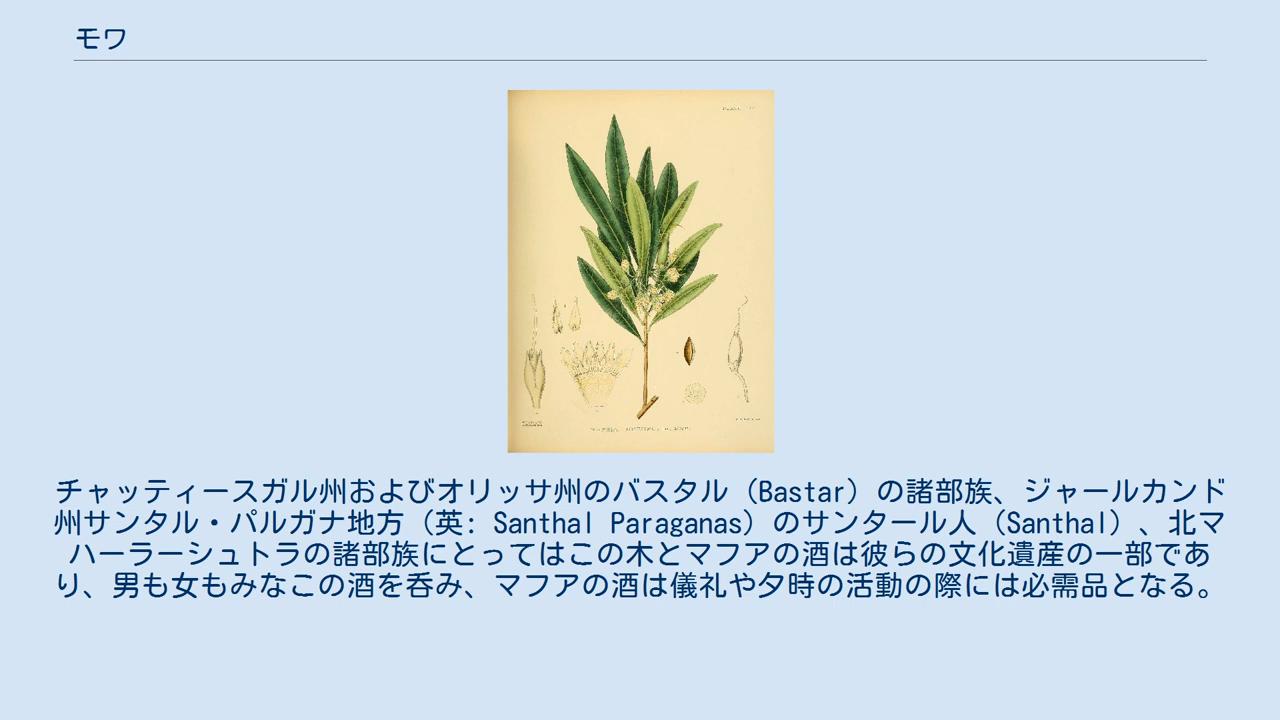 モワ
チャッティースガル州およびオリッサ州のバスタル（Bastar）の諸部族、ジャールカンド
州サンタル・パルガナ地方（英: Santhal Paraganas）のサンタール人（Santhal）、北マ
ハーラーシュトラの諸部族にとってはこの木とマフアの酒は彼らの文化遺産の一部であ
り、男も女もみなこの酒を呑み、マフアの酒は儀礼や夕時の活動の際には必需品となる。